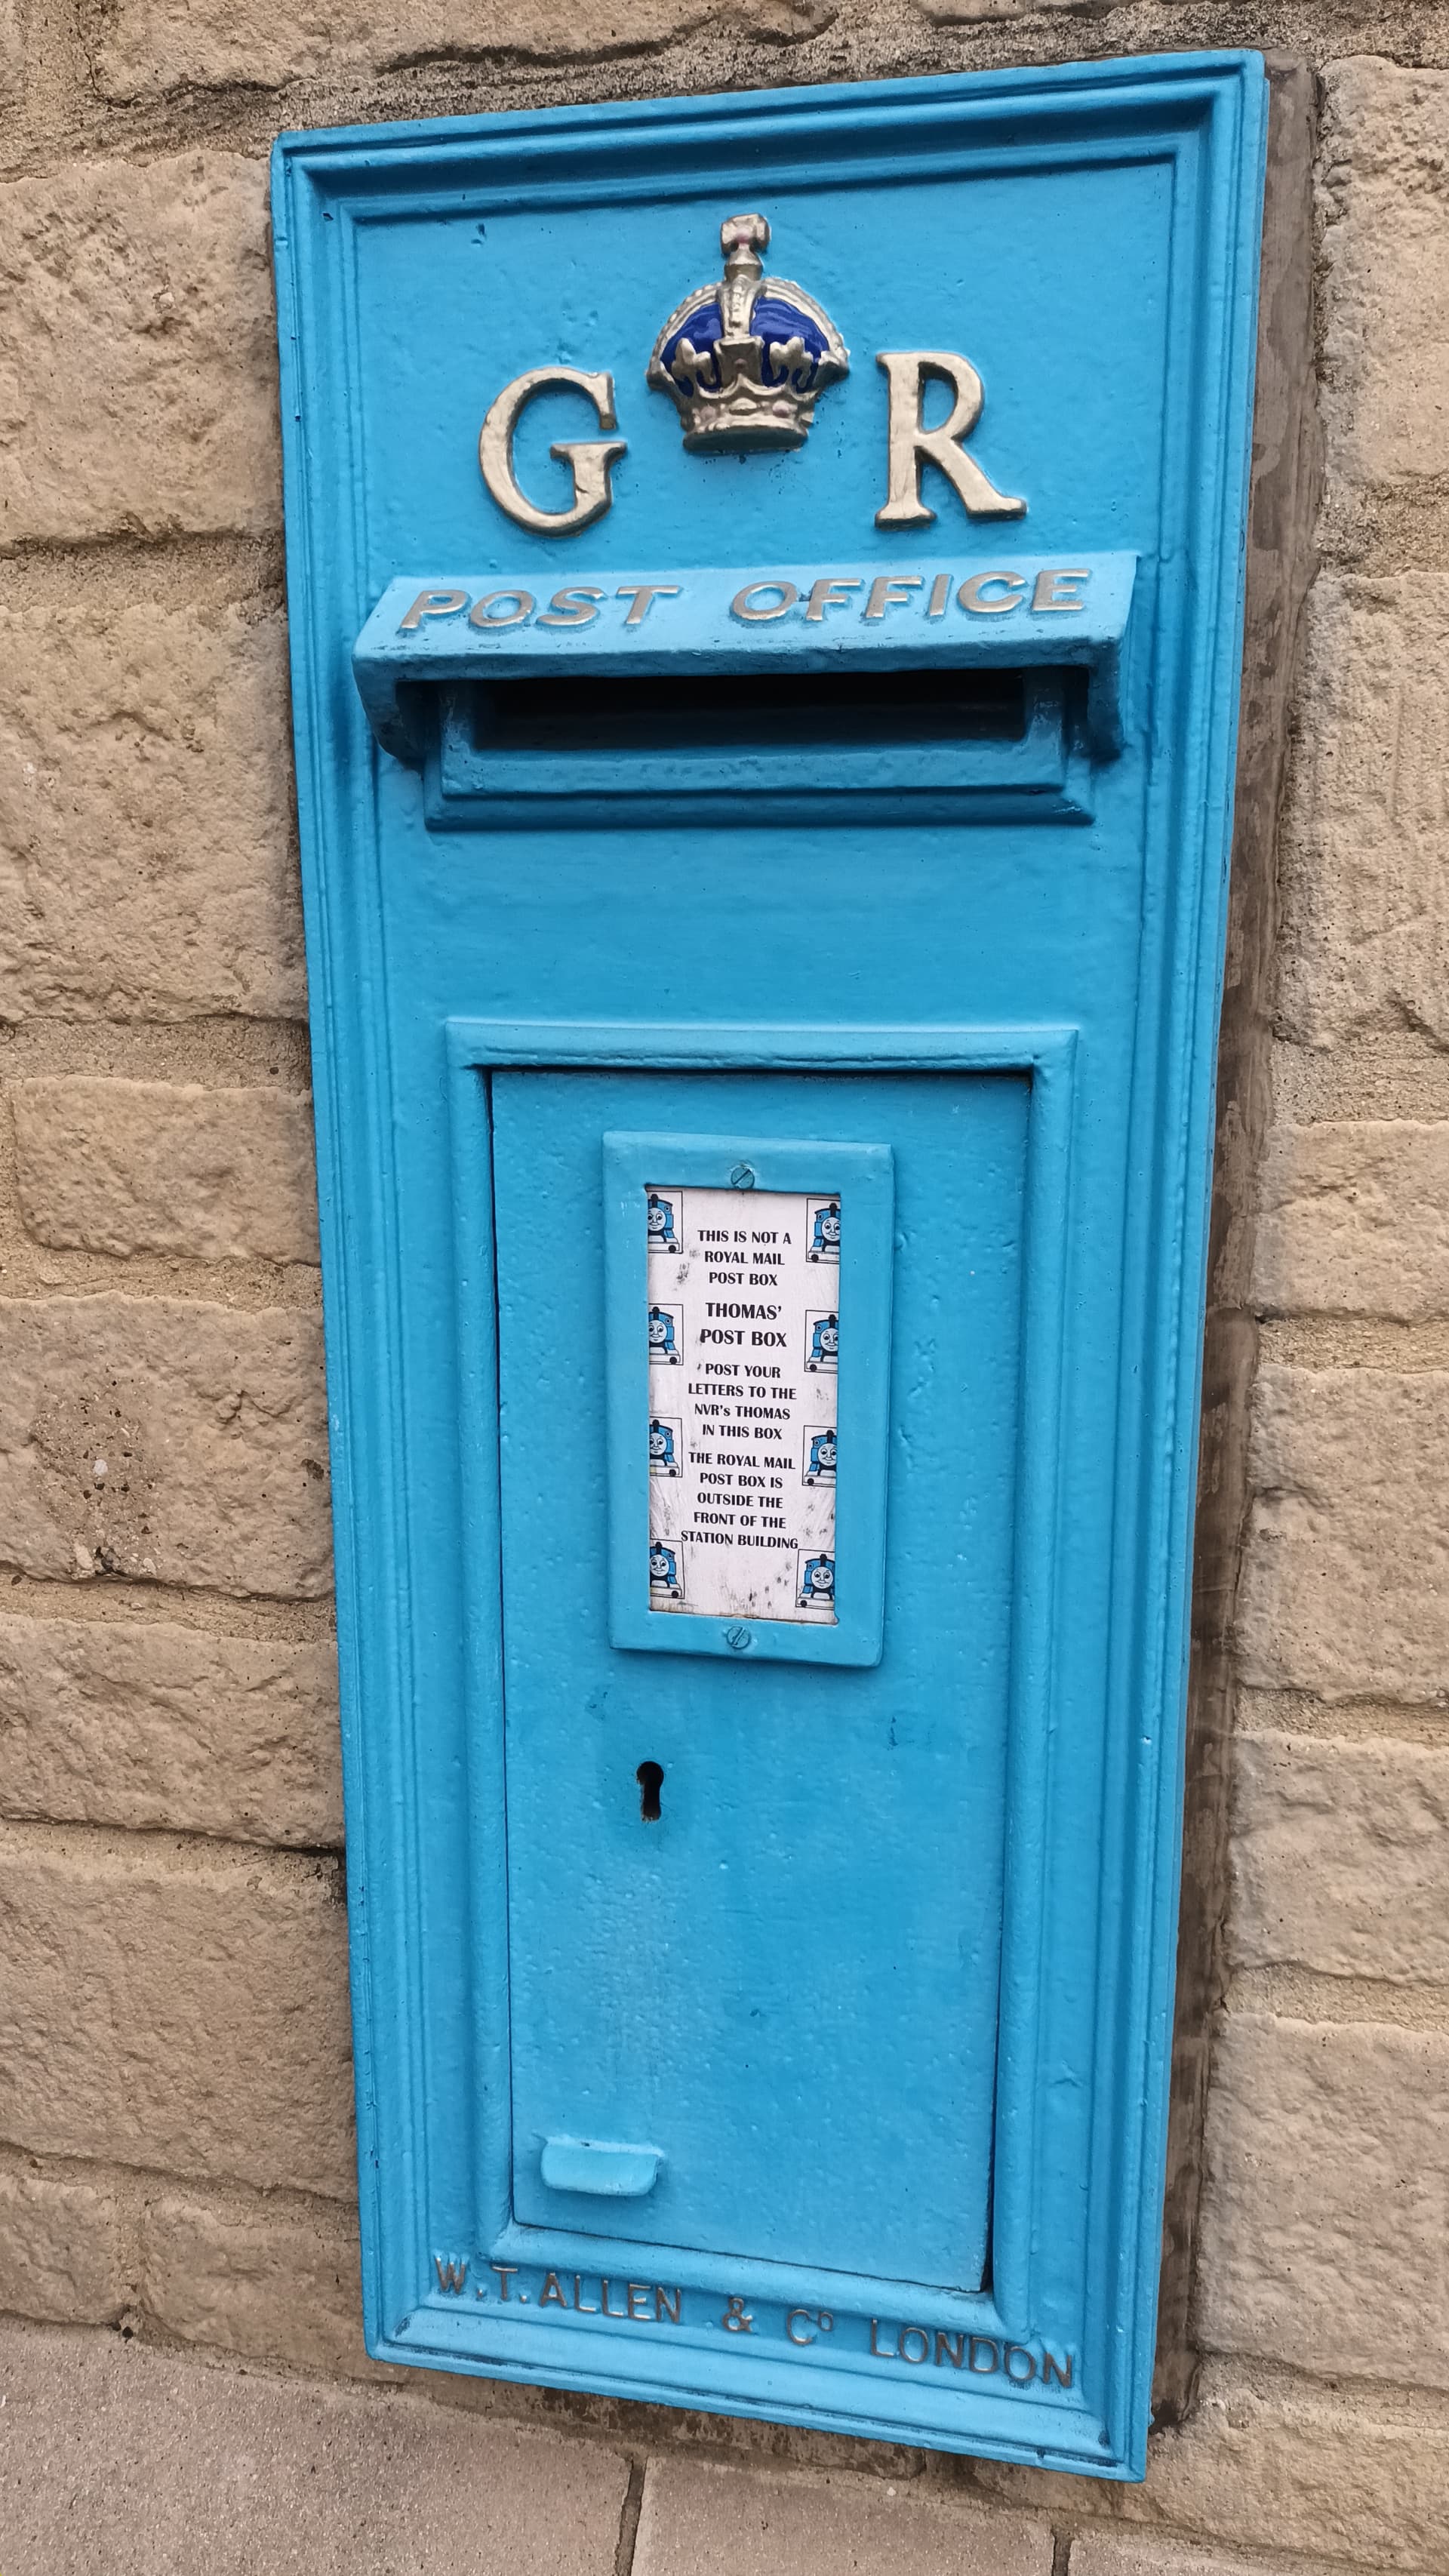 G R
POST OFFICE
THIS IS NOT A
ROYAL MAIL
POST BOX
THOMAS'
POST BOX
POST YOUR
LETTERS TO THE
NVR's THOMAS
IN THIS BOX
THE ROYAL MAIL
POST BOX IS
OUTSIDE THE
FRONT OF THE
STATION BUILDING
W.T. ALLEN & Co LONDON